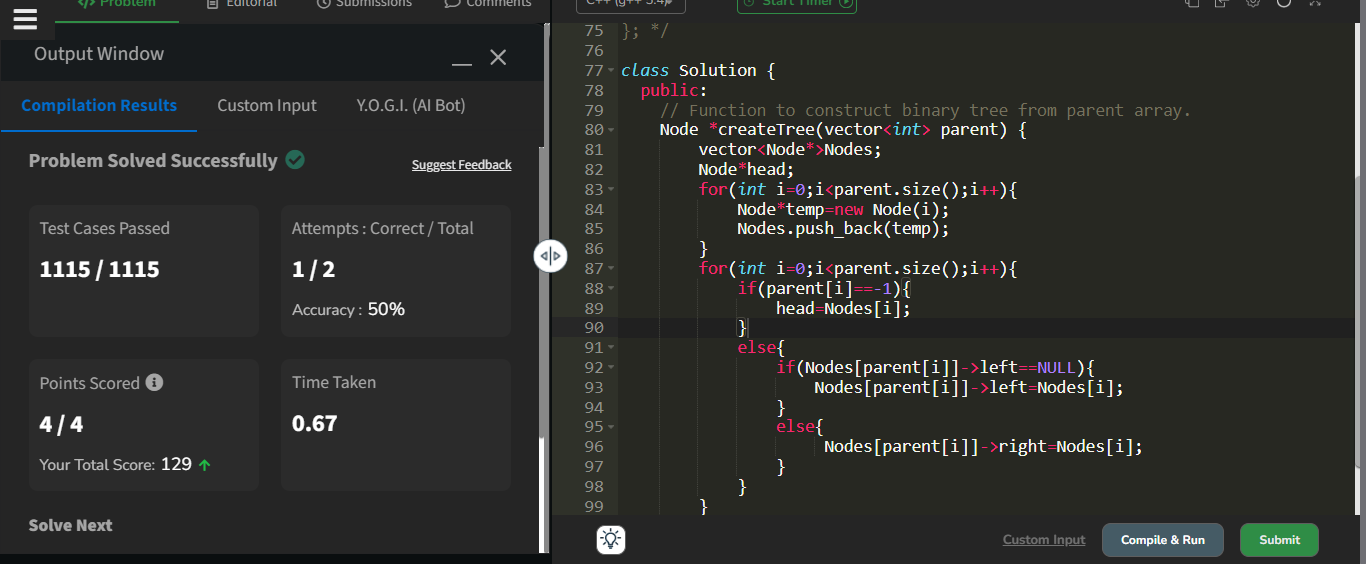 Problem
Editorial
Submissions
Comments
Output Window
Compilation Results
Custom Input
Y.O.G.I. (AI Bot)
Problem Solved Successfully
Suggest Feedback
Test Cases Passed
1115 / 1115
Attempts : Correct / Total
1 / 2
Accuracy : 50%
Points Scored
4 / 4
Your Total Score: 129
Time Taken
0.67
Solve Next
C++ (g++ 5.4)
Start Timer
75 }; */
76
77 class Solution {
78 public:
79 // Function to construct binary tree from parent array.
80 Node *createTree(vector<int> parent) {
81 vector<Node*>Nodes;
82 Node*head;
83 for(int i=0;i<parent.size();i++){
84 Node*temp=new Node(i);
85 Nodes.push_back(temp);
86 }
87 for(int i=0;i<parent.size();i++){
88 if(parent[i]==-1){
89 head=Nodes[i];
90 }
91 else{
92 if(Nodes[parent[i]]->left==NULL){
93 Nodes[parent[i]]->left=Nodes[i];
94 }
95 else{
96 Nodes[parent[i]]->right=Nodes[i];
97 }
98 }
99 }
Custom Input
Compile & Run
Submit